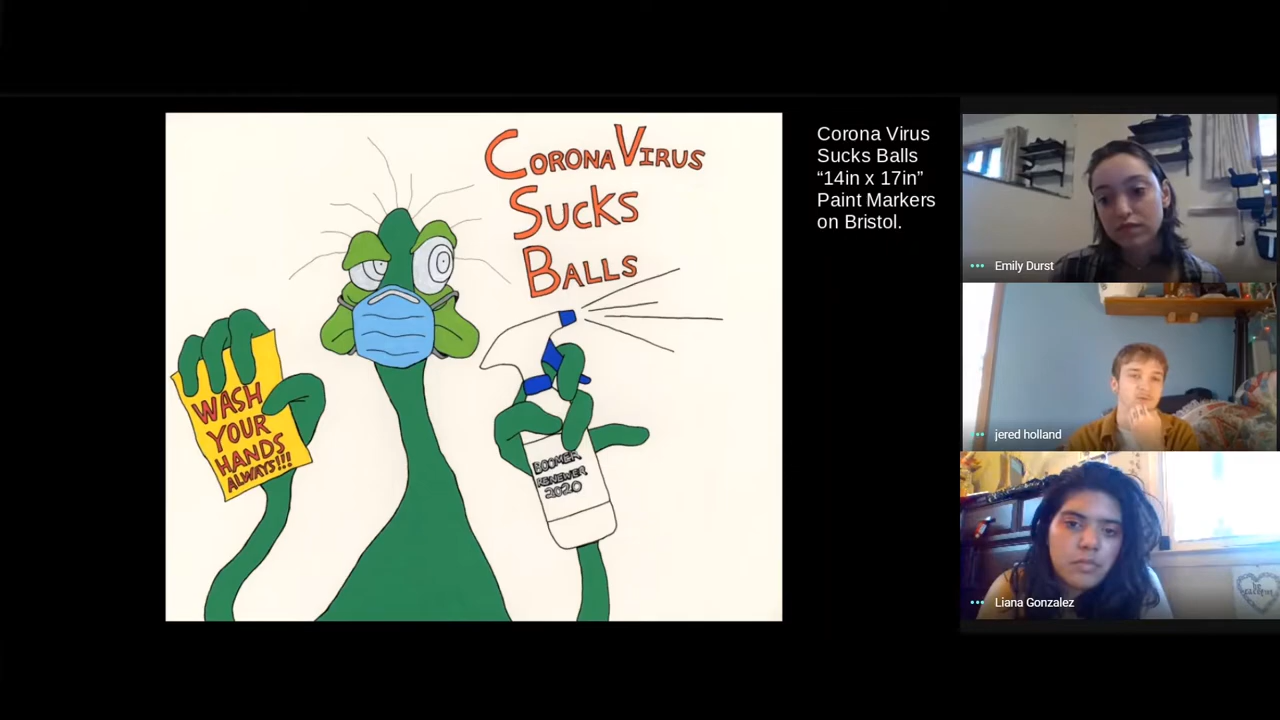 CORONA VIRUS
SUCKS
BALLS
WASH
YOUR
HANDS
ALWAYS!!!
BOOMER
RENEWER
2020
Corona Virus
Sucks Balls
“14in x 17in”
Paint Markers
on Bristol.
Emily Durst
jered holland
Liana Gonzalez